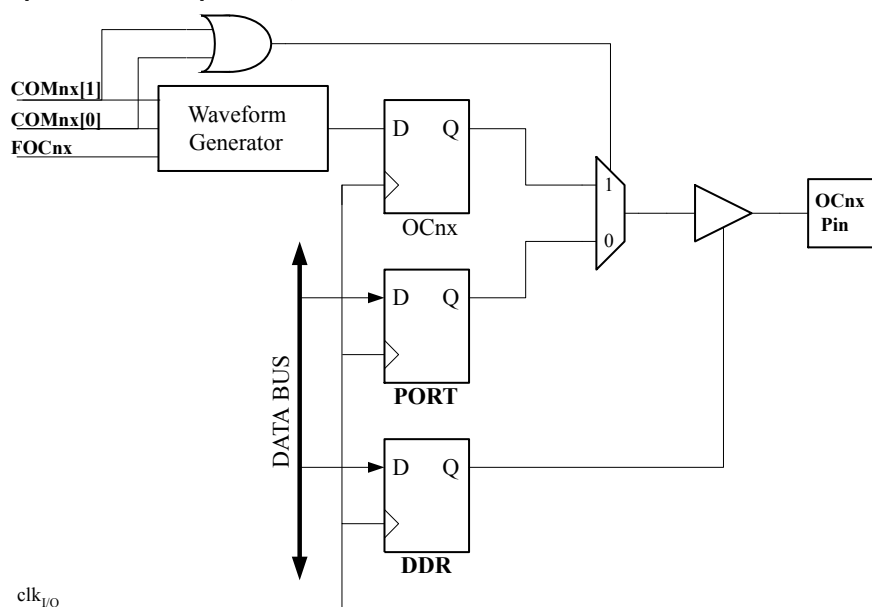 COMnx[1]
COMnx[0]
FOCnx
Waveform
Generator
D Q
OCnx
1
0
OCnx
Pin
D Q
PORT
DATA BUS
D Q
DDR
clkI/O